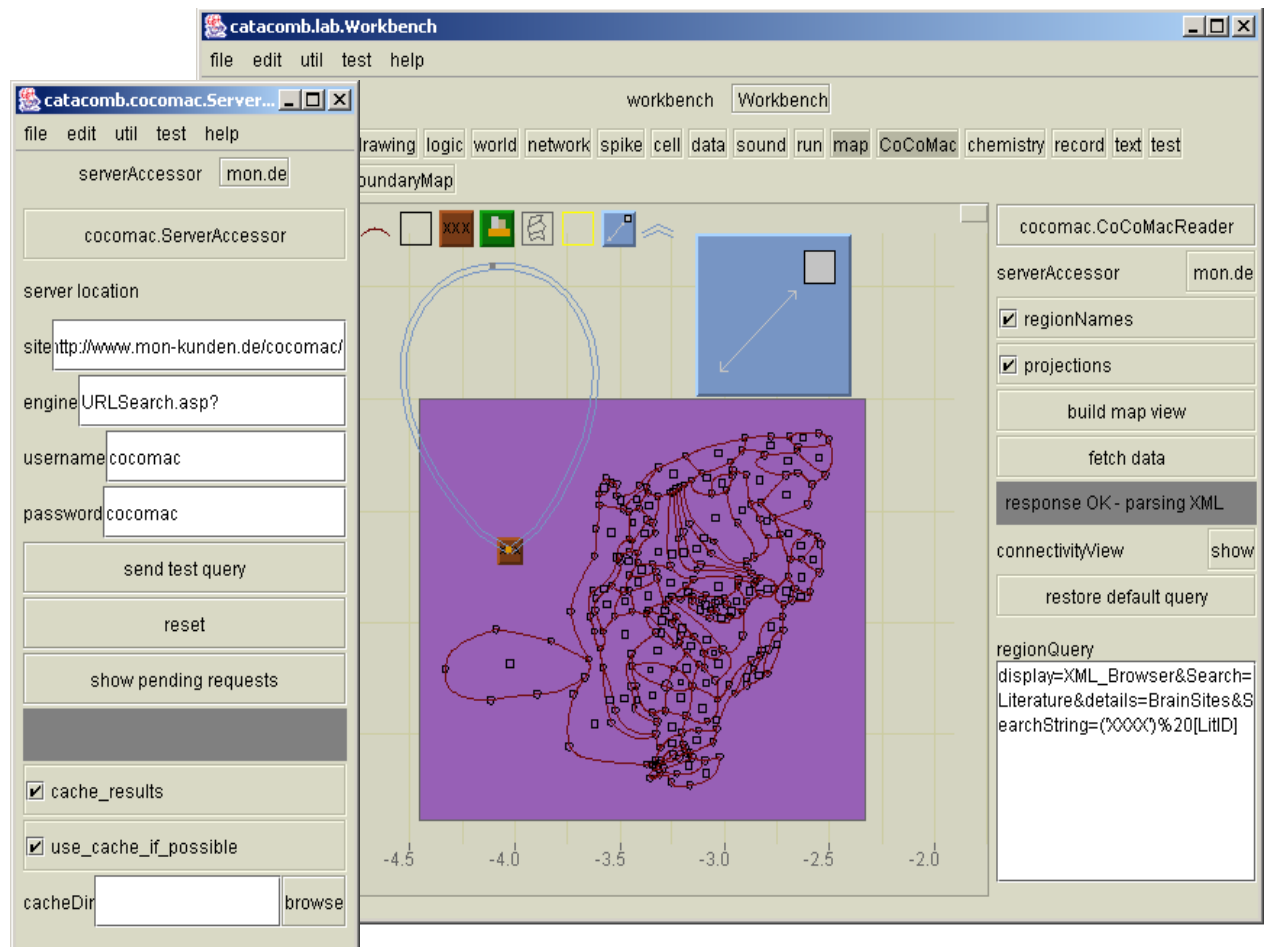 catacomb.lab.Workbench
file edit util test help
workbench Workbench
drawing logic world network spike cell data sound run map CoCoMac chemistry record text test
oundaryMap
xxx
catacomb.cocomac.Server...
file edit util test help
serverAccessor mon.de
cocomac.ServerAccessor
server location
site http://www.mon-kunden.de/cocomac/
engine URLSearch.asp?
username cocomac
password cocomac
send test query
reset
show pending requests
cache_results
use_cache_if_possible
cacheDir browse
-4.5 -4.0 -3.5 -3.0 -2.5 -2.0
cocomac.CoCoMacReader
serverAccessor mon.de
regionNames
projections
build map view
fetch data
response OK - parsing XML
connectivityView show
restore default query
regionQuery
display=XML_Browser&Search=
Literature&details=BrainSites&S
earchString=('XXXX')%20[LitID]